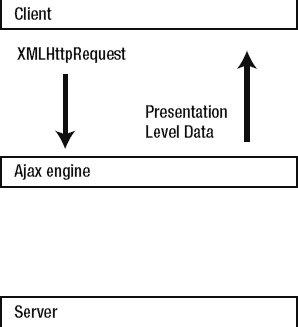 Client
XMLHttpRequest
Presentation
Level Data
Ajax engine
Server